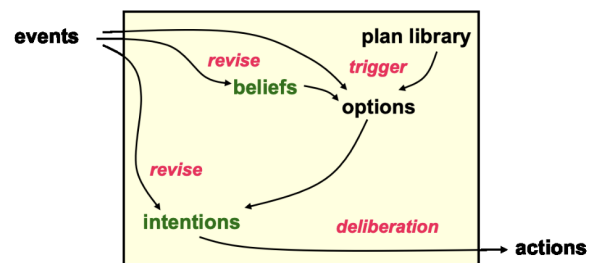 events
plan library
revise
trigger
beliefs
options
revise
intentions
deliberation
actions